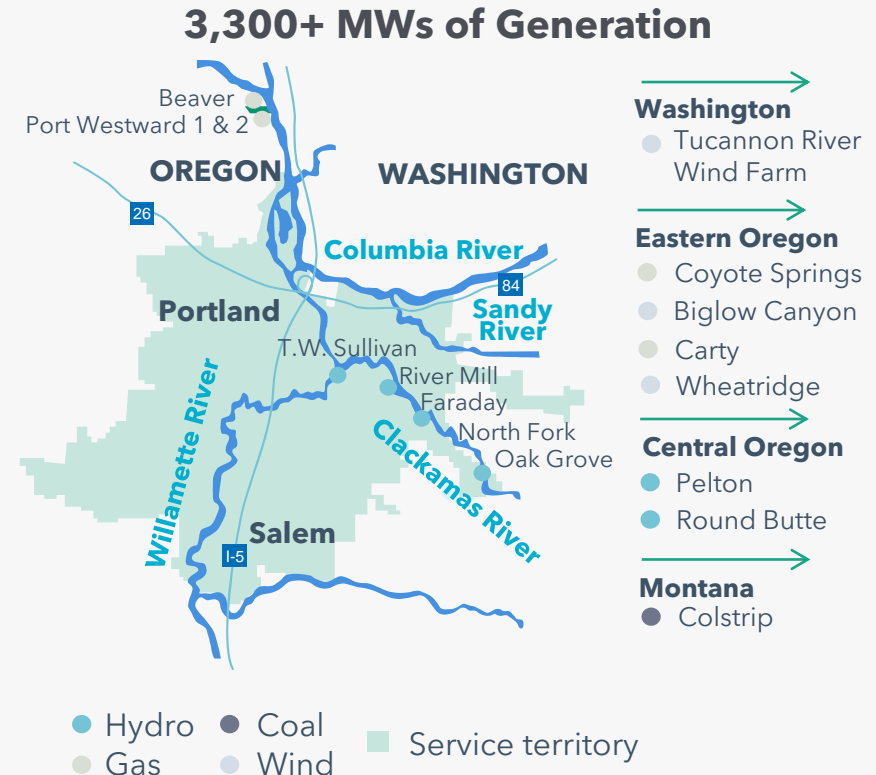 3,300+ MWs of Generation
Beaver
Port Westward 1 & 2
OREGON
WASHINGTON
26
Columbia River
84
Portland
Sandy
River
T.W. Sullivan
River Mill
Faraday
North Fork
Oak Grove
Willamette River
Clackamas River
Salem
I-5
Washington
Tucannon River
Wind Farm
Eastern Oregon
Coyote Springs
Biglow Canyon
Carty
Wheatridge
Central Oregon
Pelton
Round Butte
Montana
Colstrip
Hydro
Coal
Gas
Wind
Service territory